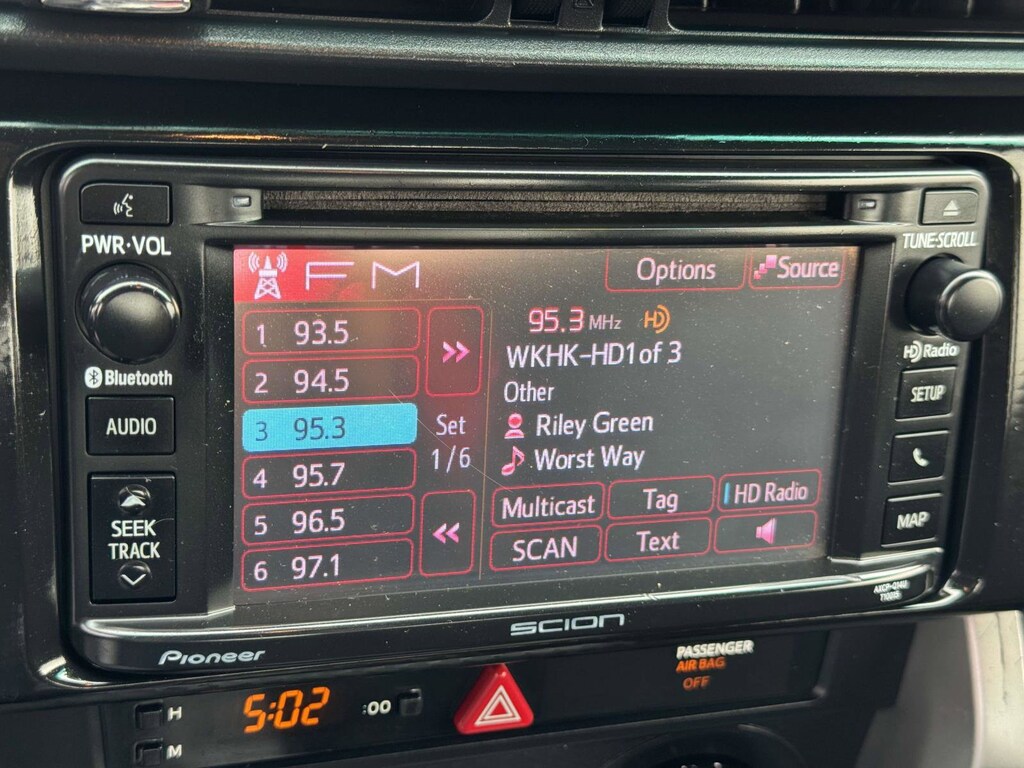 PWR·VOL
Bluetooth
AUDIO
SEEK
TRACK
FM
Options
Source
1 93.5
2 94.5
3 95.3
4 95.7
5 96.5
6 97.1
Set
1/6
95.3 MHz HD
WKHK-HD1 of 3
Other
Riley Green
Worst Way
Multicast
Tag
HD Radio
SCAN
Text
TUNE·SCROLL
HD Radio
SETUP
MAP
SCION
Pioneer
H
M
5:02
:00
PASSENGER
AIR BAG
OFF